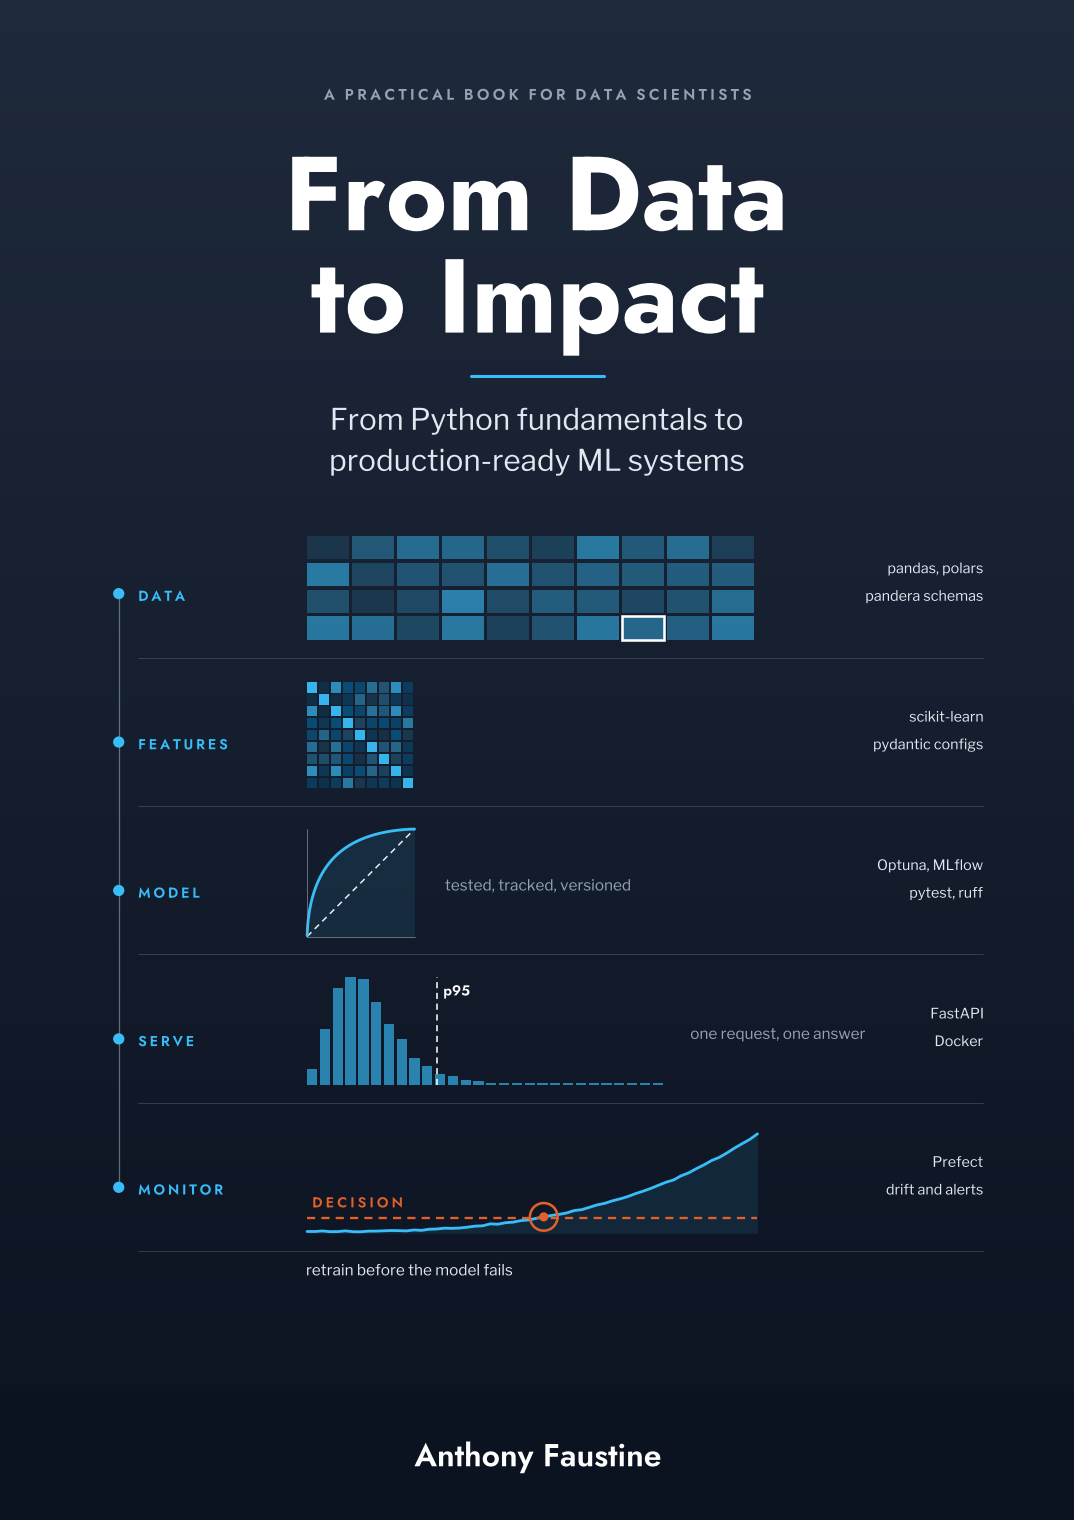 A PRACTICAL BOOK FOR DATA SCIENTISTS
From Data
to Impact
From Python fundamentals to
production-ready ML systems
DATA
pandas, polars
pandera schemas
FEATURES
scikit-learn
pydantic configs
MODEL
tested, tracked, versioned
Optuna, MLflow
pytest, ruff
SERVE
p95
one request, one answer
FastAPI
Docker
MONITOR
DECISION
Prefect
drift and alerts
retrain before the model fails
Anthony Faustine